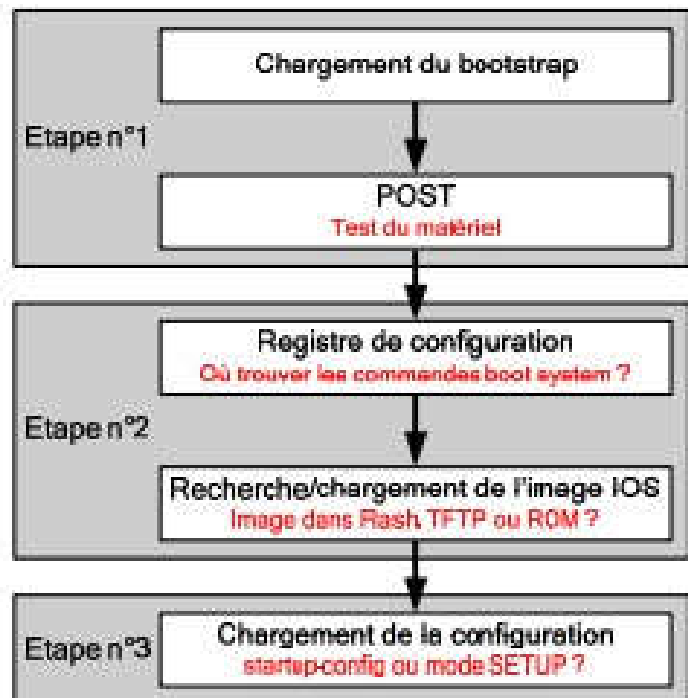 Etape n°1
Chargement du bootstrap
POST
Test du matériel
Etape n°2
Registre de configuration
Où trouver les commandes boot system ?
Recherche/chargement de l'image IOS
Image dans Flash, TFTP ou ROM ?
Etape n°3
Chargement de la configuration
startup-config ou mode SETUP ?